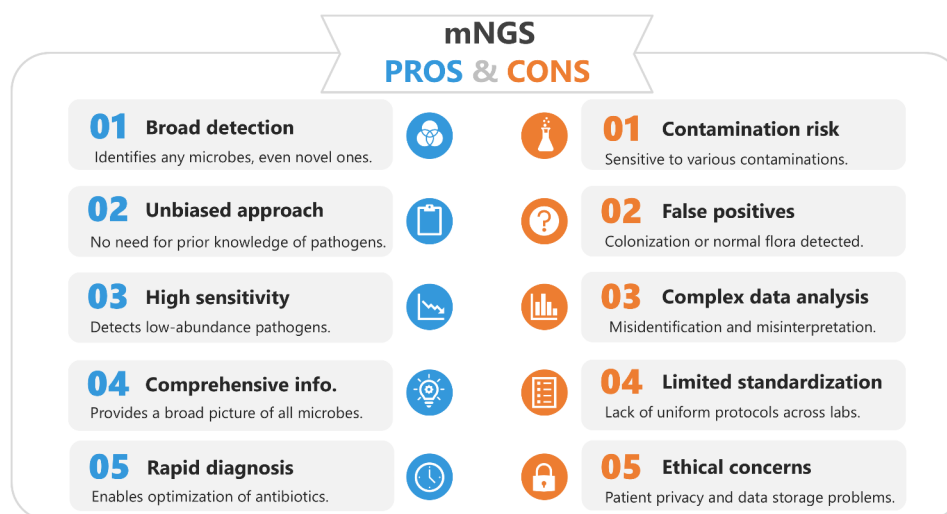 mNGS
PROS & CONS
01 Broad detection
Identifies any microbes, even novel ones.
02 Unbiased approach
No need for prior knowledge of pathogens.
03 High sensitivity
Detects low-abundance pathogens.
04 Comprehensive info.
Provides a broad picture of all microbes.
05 Rapid diagnosis
Enables optimization of antibiotics.
01 Contamination risk
Sensitive to various contaminations.
02 False positives
Colonization or normal flora detected.
03 Complex data analysis
Misidentification and misinterpretation.
04 Limited standardization
Lack of uniform protocols across labs.
05 Ethical concerns
Patient privacy and data storage problems.